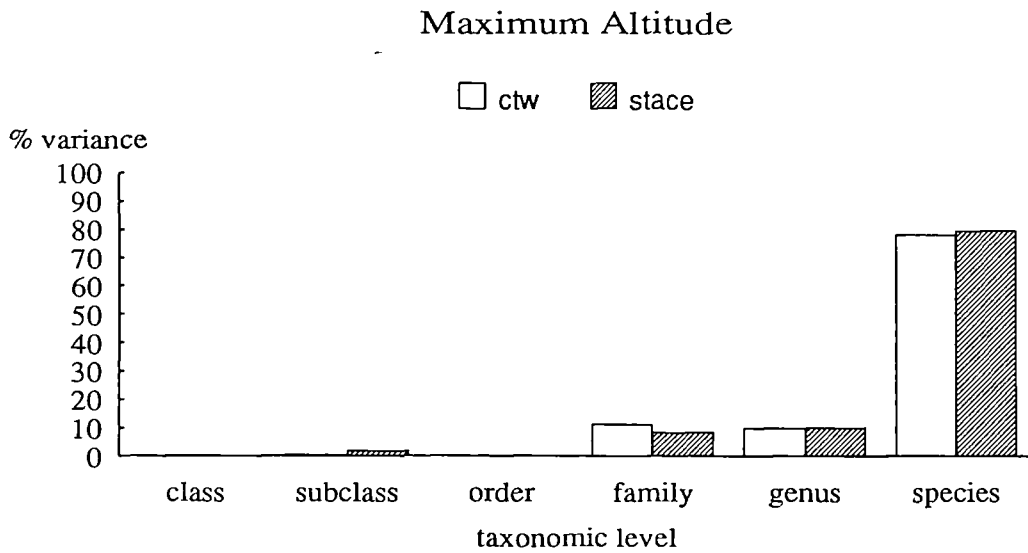 Maximum Altitude
ctw stace
% variance
100
90
80
70
60
50
40
30
20
10
0
class subclass order family genus species
taxonomic level